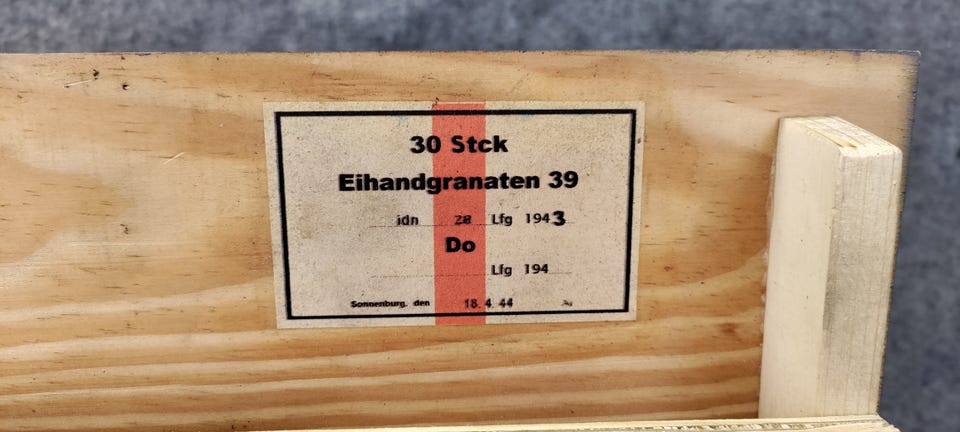 30 Stck
Eihandgranaten 39
idn 28 Lfg 1943
Do
Lfg 194
Sonnenburg, den 18. 4. 44